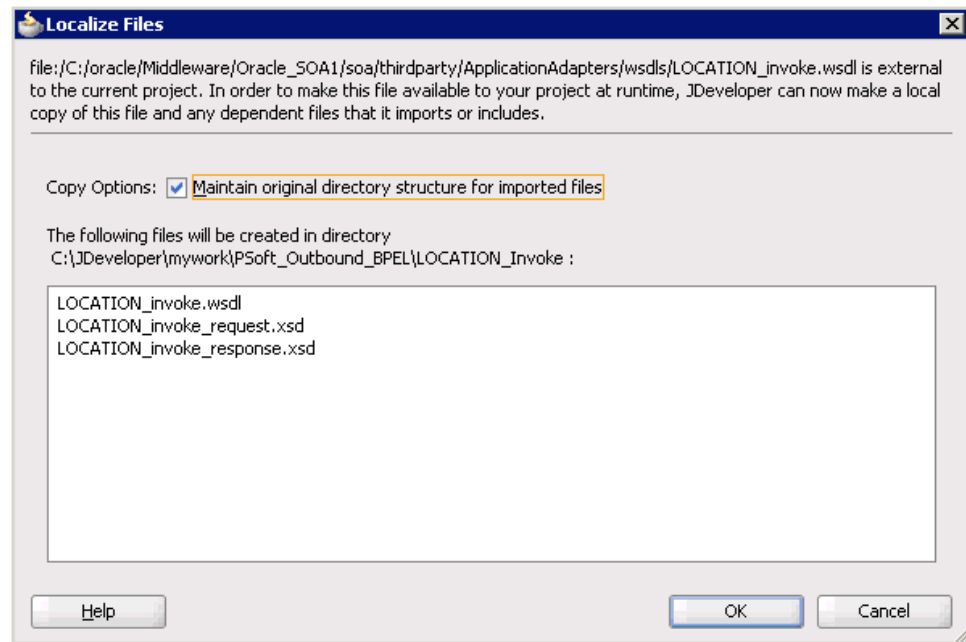 Localize Files
file:/C:/oracle/Middleware/Oracle_SOA1/soa/thirdparty/ApplicationAdapters/wsdls/LOCATION_invoke.wsdl is external
to the current project. In order to make this file available to your project at runtime, JDeveloper can now make a local
copy of this file and any dependent files that it imports or includes.
Copy Options: Maintain original directory structure for imported files
The following files will be created in directory
C:\JDeveloper\mywork\PSoft_Outbound_BPEL\LOCATION_Invoke :
LOCATION_invoke.wsdl
LOCATION_invoke_request.xsd
LOCATION_invoke_response.xsd
Help OK Cancel